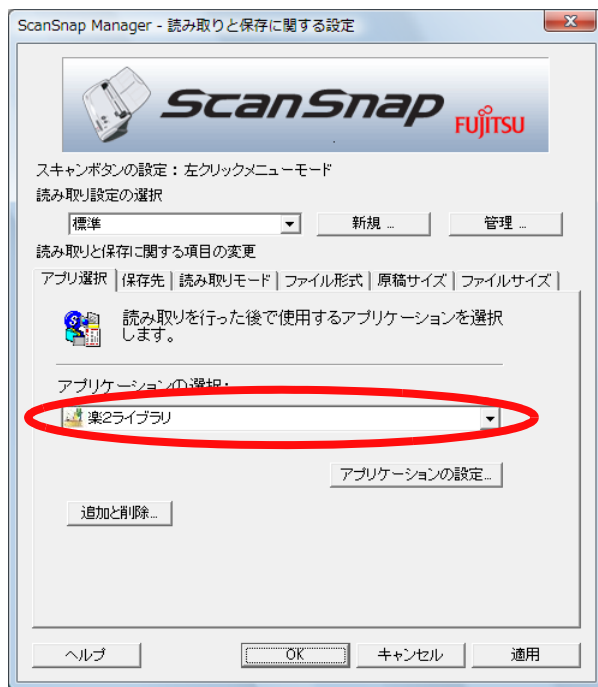 ScanSnap Manager - 読み取りと保存に関する設定
ScanSnap
FUJITSU
スキャンボタンの設定：左クリックメニューモード
読み取り設定の選択
標準 新規 ... 管理 ...
読み取りと保存に関する項目の変更
アプリ選択 保存先 読み取りモード ファイル形式 原稿サイズ ファイルサイズ
読み取りを行った後で使用するアプリケーションを選択
します。
アプリケーションの選択：
楽2ライブラリ
アプリケーションの設定...
追加と削除...
ヘルプ OK キャンセル 適用